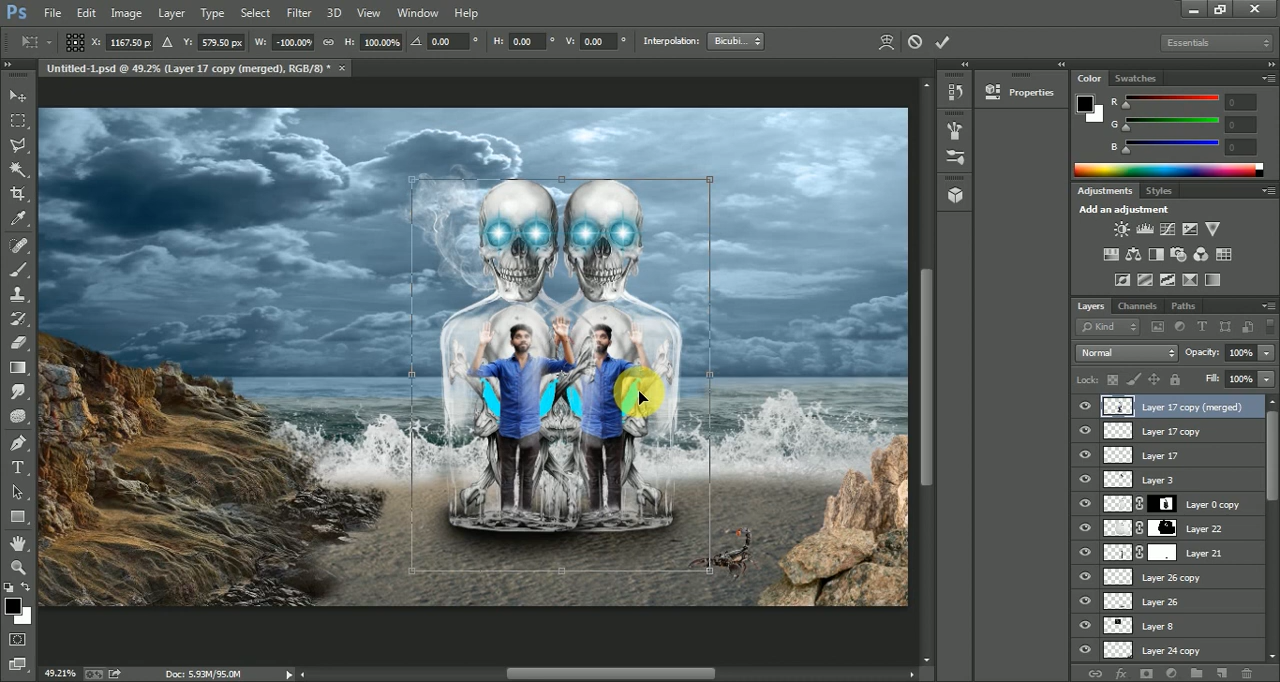 Ps File Edit Image Layer Type Select Filter 3D View Window Help
X: 1167.50 px Y: 579.50 px W: -100.00% H: 100.00% 0.00 ° H: 0.00 ° V: 0.00 ° Interpolation: Bicubi... Essentials
Untitled-1.psd @ 49.2% (Layer 17 copy (merged), RGB/8) * ×
Properties
Color Swatches
R 0
G 0
B 0
Adjustments Styles
Add an adjustment
Layers Channels Paths
Kind
Normal Opacity: 100%
Lock: Fill: 100%
Layer 17 copy (merged)
Layer 17 copy
Layer 17
Layer 3
Layer 0 copy
Layer 22
Layer 21
Layer 26 copy
Layer 26
Layer 8
Layer 24 copy
49.21% Doc: 5.93M/95.0M